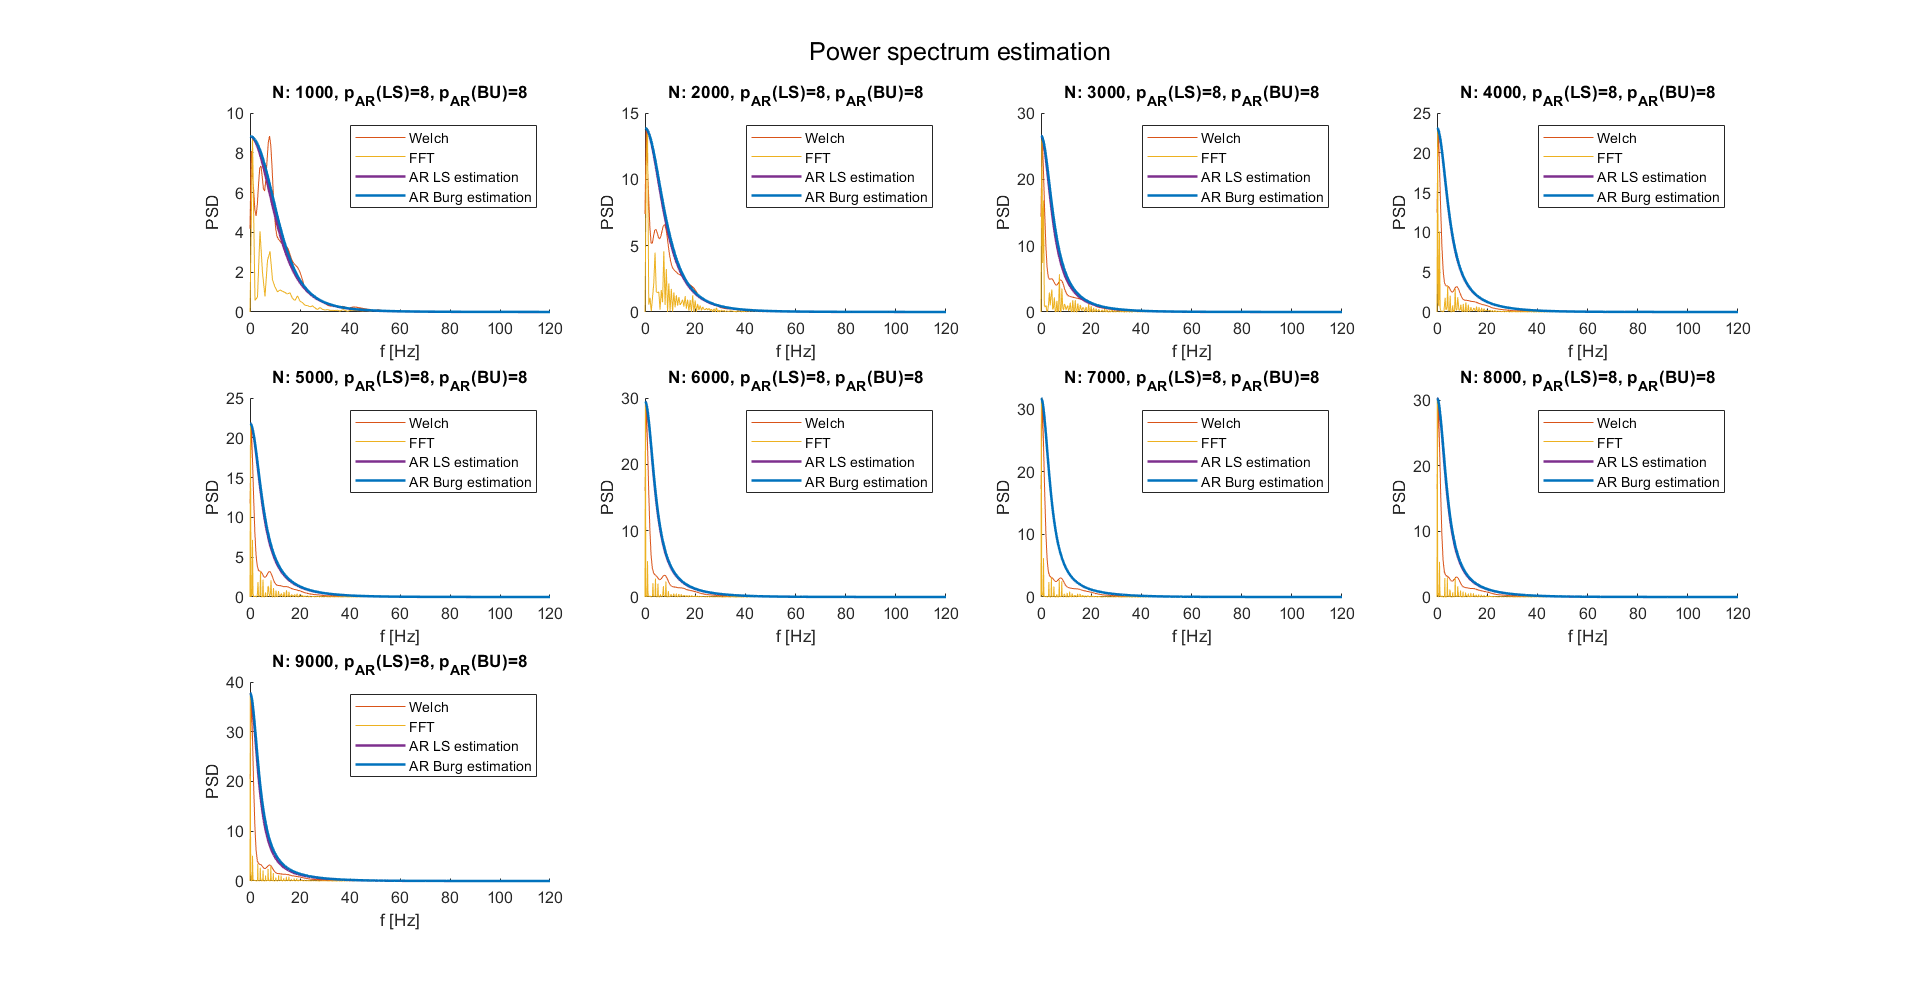 Power spectrum estimation
N: 1000, pAR(LS)=8, pAR(BU)=8
10
8
6
4
2
0
PSD
0 20 40 60 80 100 120
f [Hz]
Welch
FFT
AR LS estimation
AR Burg estimation
N: 2000, pAR(LS)=8, pAR(BU)=8
15
10
5
0
PSD
0 20 40 60 80 100 120
f [Hz]
Welch
FFT
AR LS estimation
AR Burg estimation
N: 3000, pAR(LS)=8, pAR(BU)=8
30
20
10
0
PSD
0 20 40 60 80 100 120
f [Hz]
Welch
FFT
AR LS estimation
AR Burg estimation
N: 4000, pAR(LS)=8, pAR(BU)=8
25
20
15
10
5
0
PSD
0 20 40 60 80 100 120
f [Hz]
Welch
FFT
AR LS estimation
AR Burg estimation
N: 5000, pAR(LS)=8, pAR(BU)=8
25
20
15
10
5
0
PSD
0 20 40 60 80 100 120
f [Hz]
Welch
FFT
AR LS estimation
AR Burg estimation
N: 6000, pAR(LS)=8, pAR(BU)=8
30
20
10
0
PSD
0 20 40 60 80 100 120
f [Hz]
Welch
FFT
AR LS estimation
AR Burg estimation
N: 7000, pAR(LS)=8, pAR(BU)=8
30
20
10
0
PSD
0 20 40 60 80 100 120
f [Hz]
Welch
FFT
AR LS estimation
AR Burg estimation
N: 8000, pAR(LS)=8, pAR(BU)=8
30
20
10
0
PSD
0 20 40 60 80 100 120
f [Hz]
Welch
FFT
AR LS estimation
AR Burg estimation
N: 9000, pAR(LS)=8, pAR(BU)=8
40
30
20
10
0
PSD
0 20 40 60 80 100 120
f [Hz]
Welch
FFT
AR LS estimation
AR Burg estimation